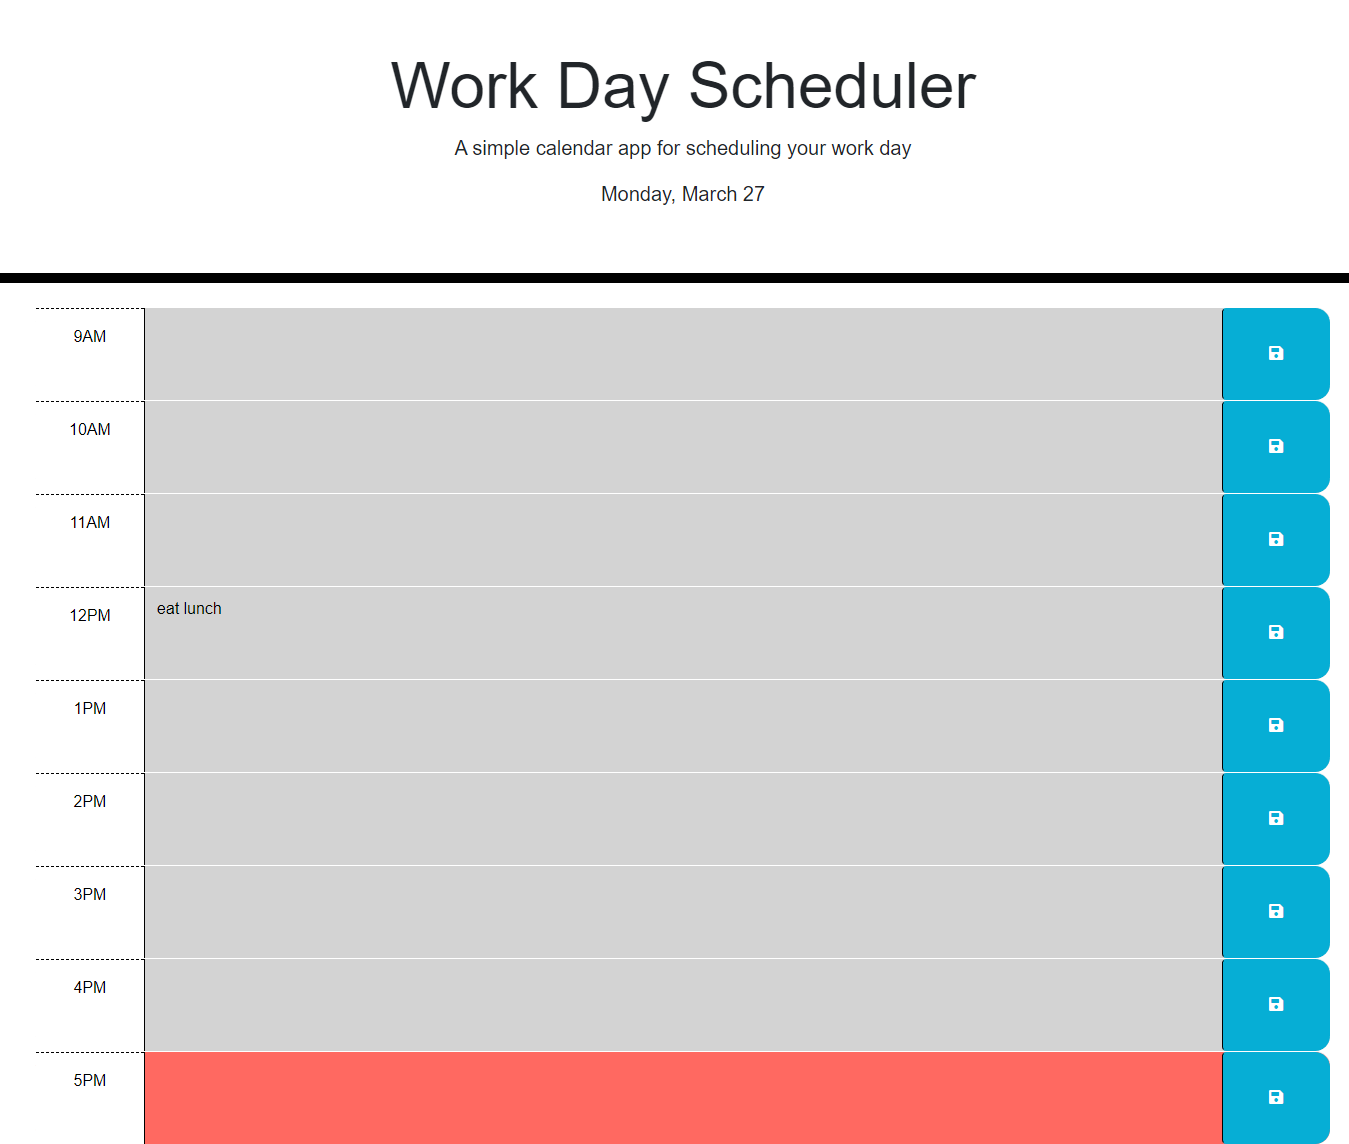 Work Day Scheduler
A simple calendar app for scheduling your work day
Monday, March 27
9AM
10AM
11AM
12PM eat lunch
1PM
2PM
3PM
4PM
5PM